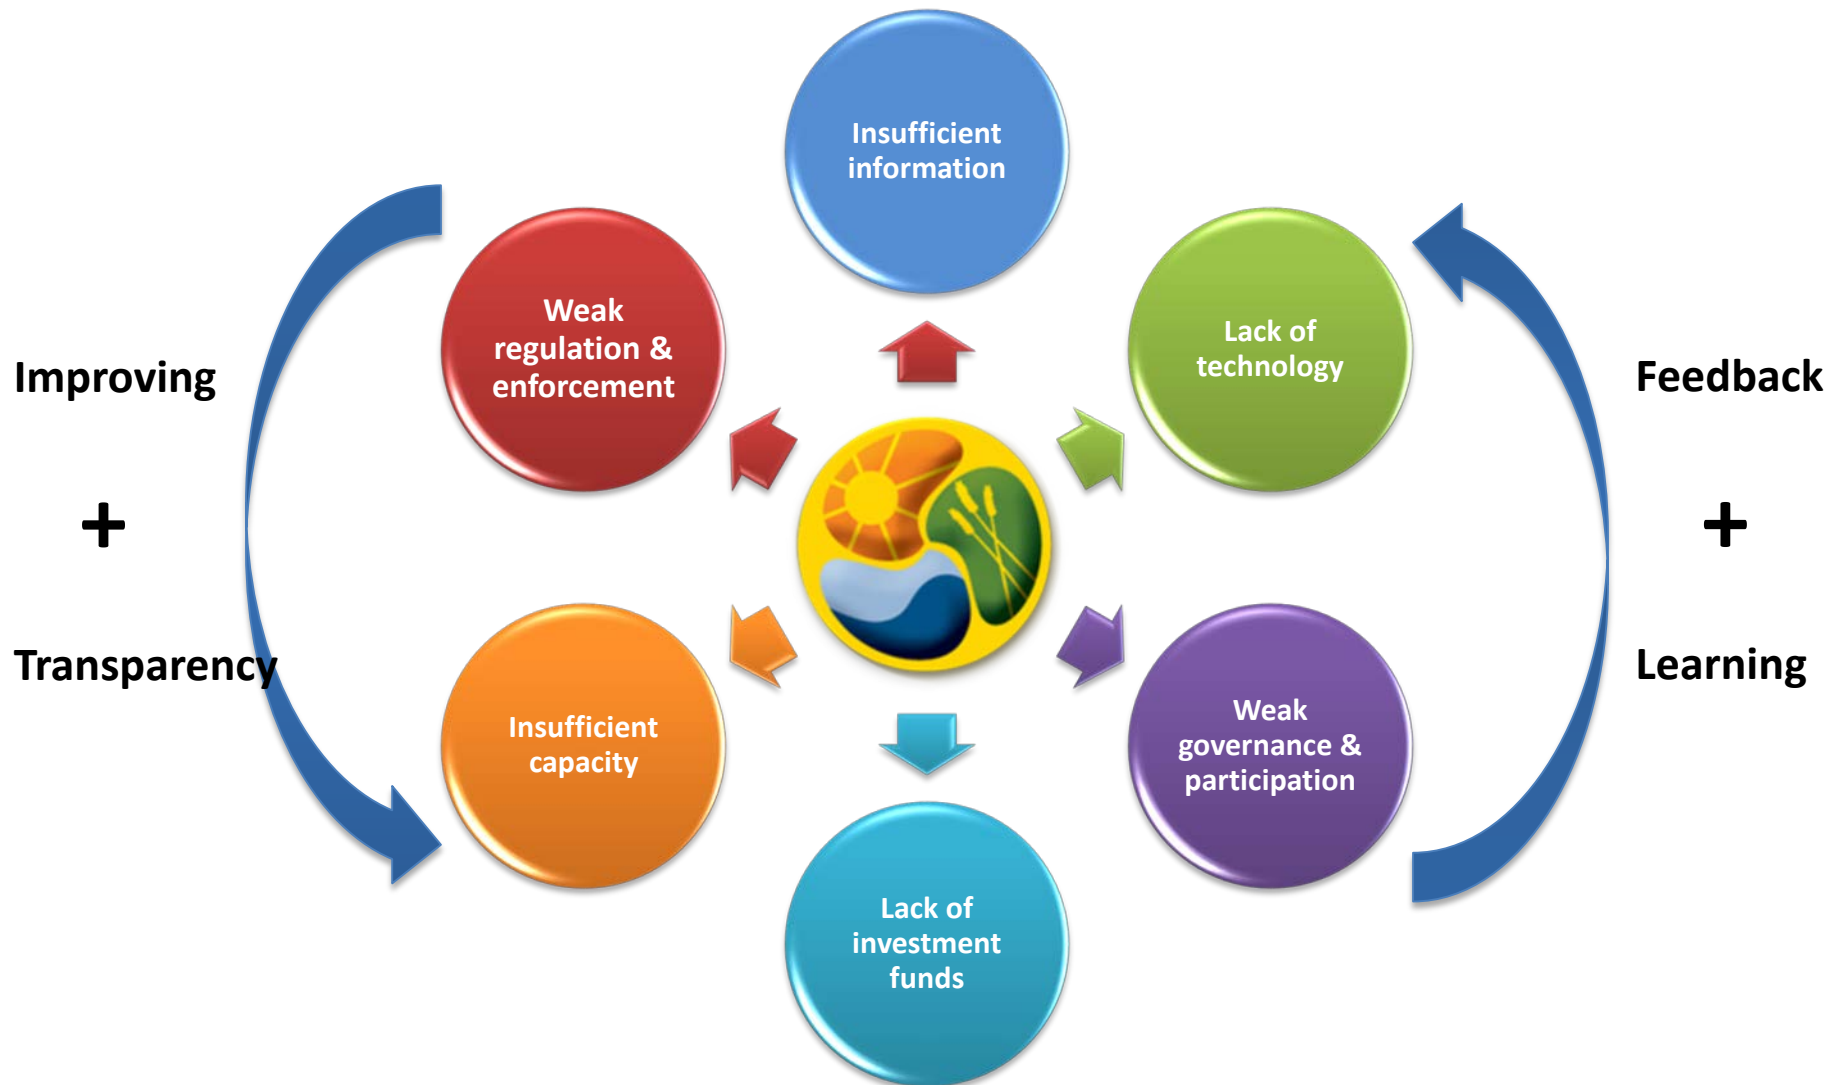 Insufficient
information
Weak
regulation &
enforcement
Lack of
technology
Improving
+
Transparency
Feedback
+
Learning
Insufficient
capacity
Weak
governance &
participation
Lack of
investment
funds